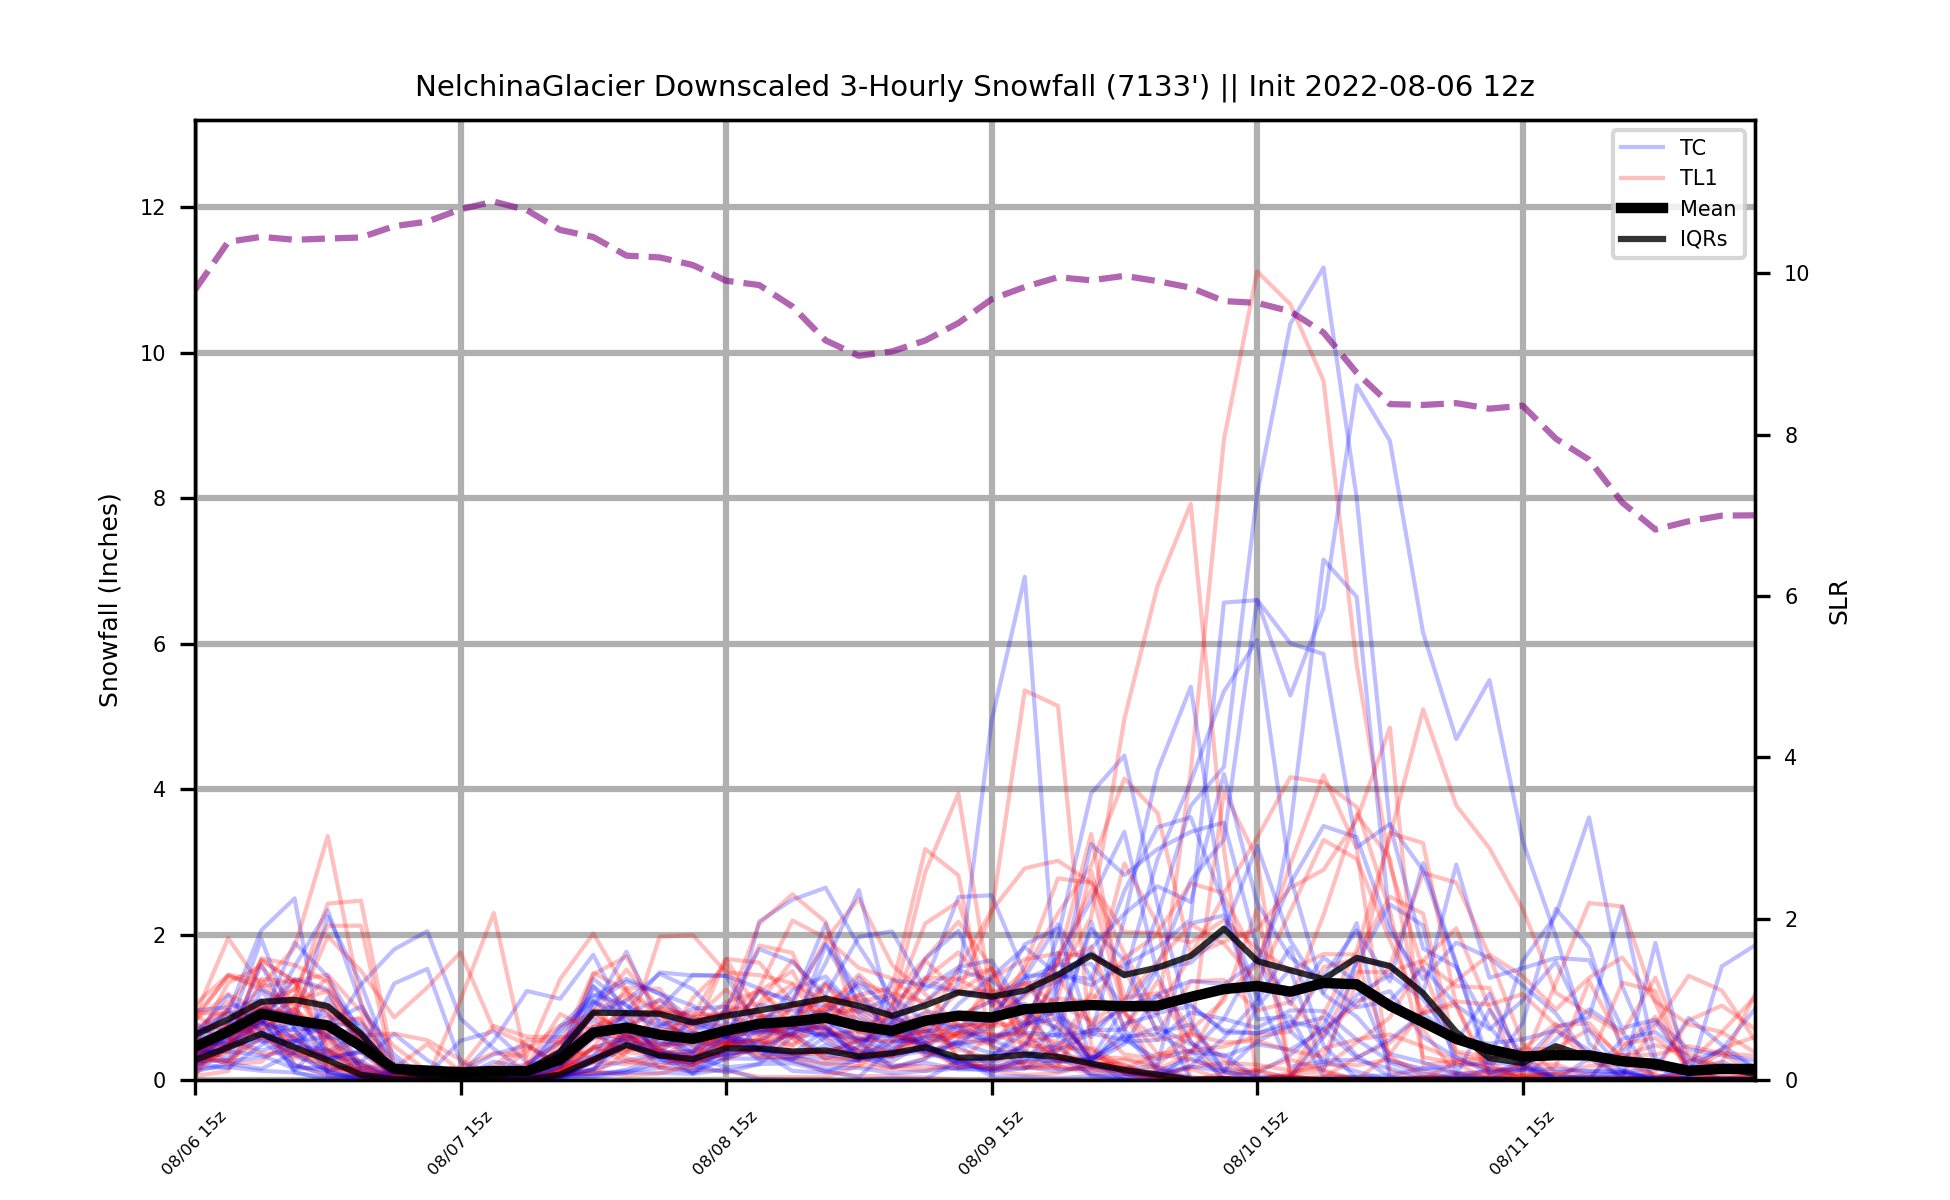 NelchinaGlacier Downscaled 3-Hourly Snowfall (7133') || Init 2022-08-06 12z
TC
TL1
Mean
IQRs
Snowfall (Inches)
12
10
8
6
4
2
0
10
8
6
4
2
0
SLR
08/06 15z
08/07 15z
08/08 15z
08/09 15z
08/10 15z
08/11 15z